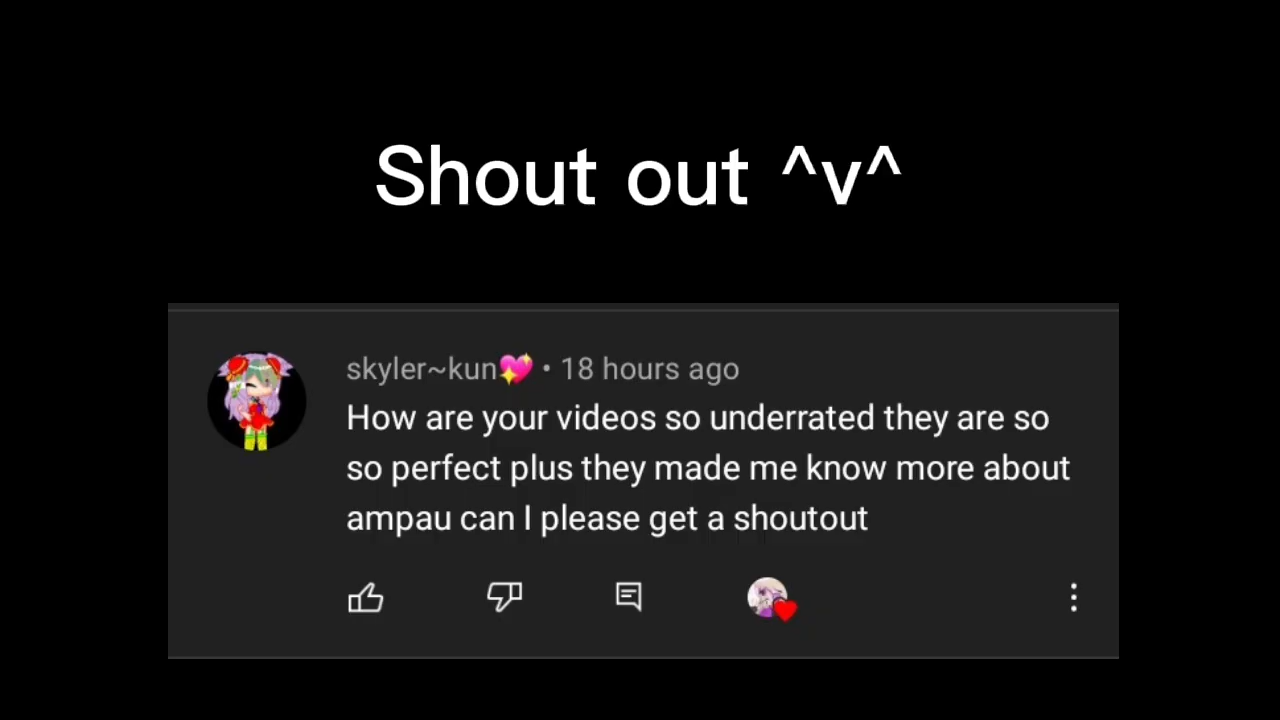 Shout out ^v^
skyler~kun💖 • 18 hours ago
How are your videos so underrated they are so
so perfect plus they made me know more about
ampau can I please get a shoutout